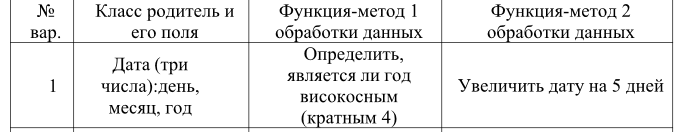 № вар.
Класс родитель и его поля
Функция-метод 1 обработки данных
Функция-метод 2 обработки данных
1
Дата (три числа):день, месяц, год
Определить, является ли год високосным (кратным 4)
Увеличить дату на 5 дней